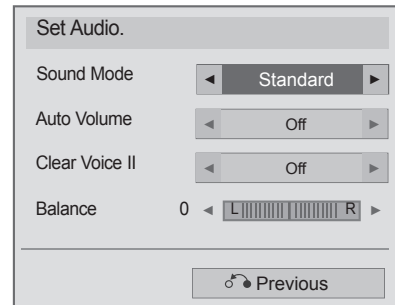 Set Audio.
Sound Mode ◄ Standard ►
Auto Volume ◄ Off ►
Clear Voice II ◄ Off ►
Balance 0 ◄ L R ►
Previous